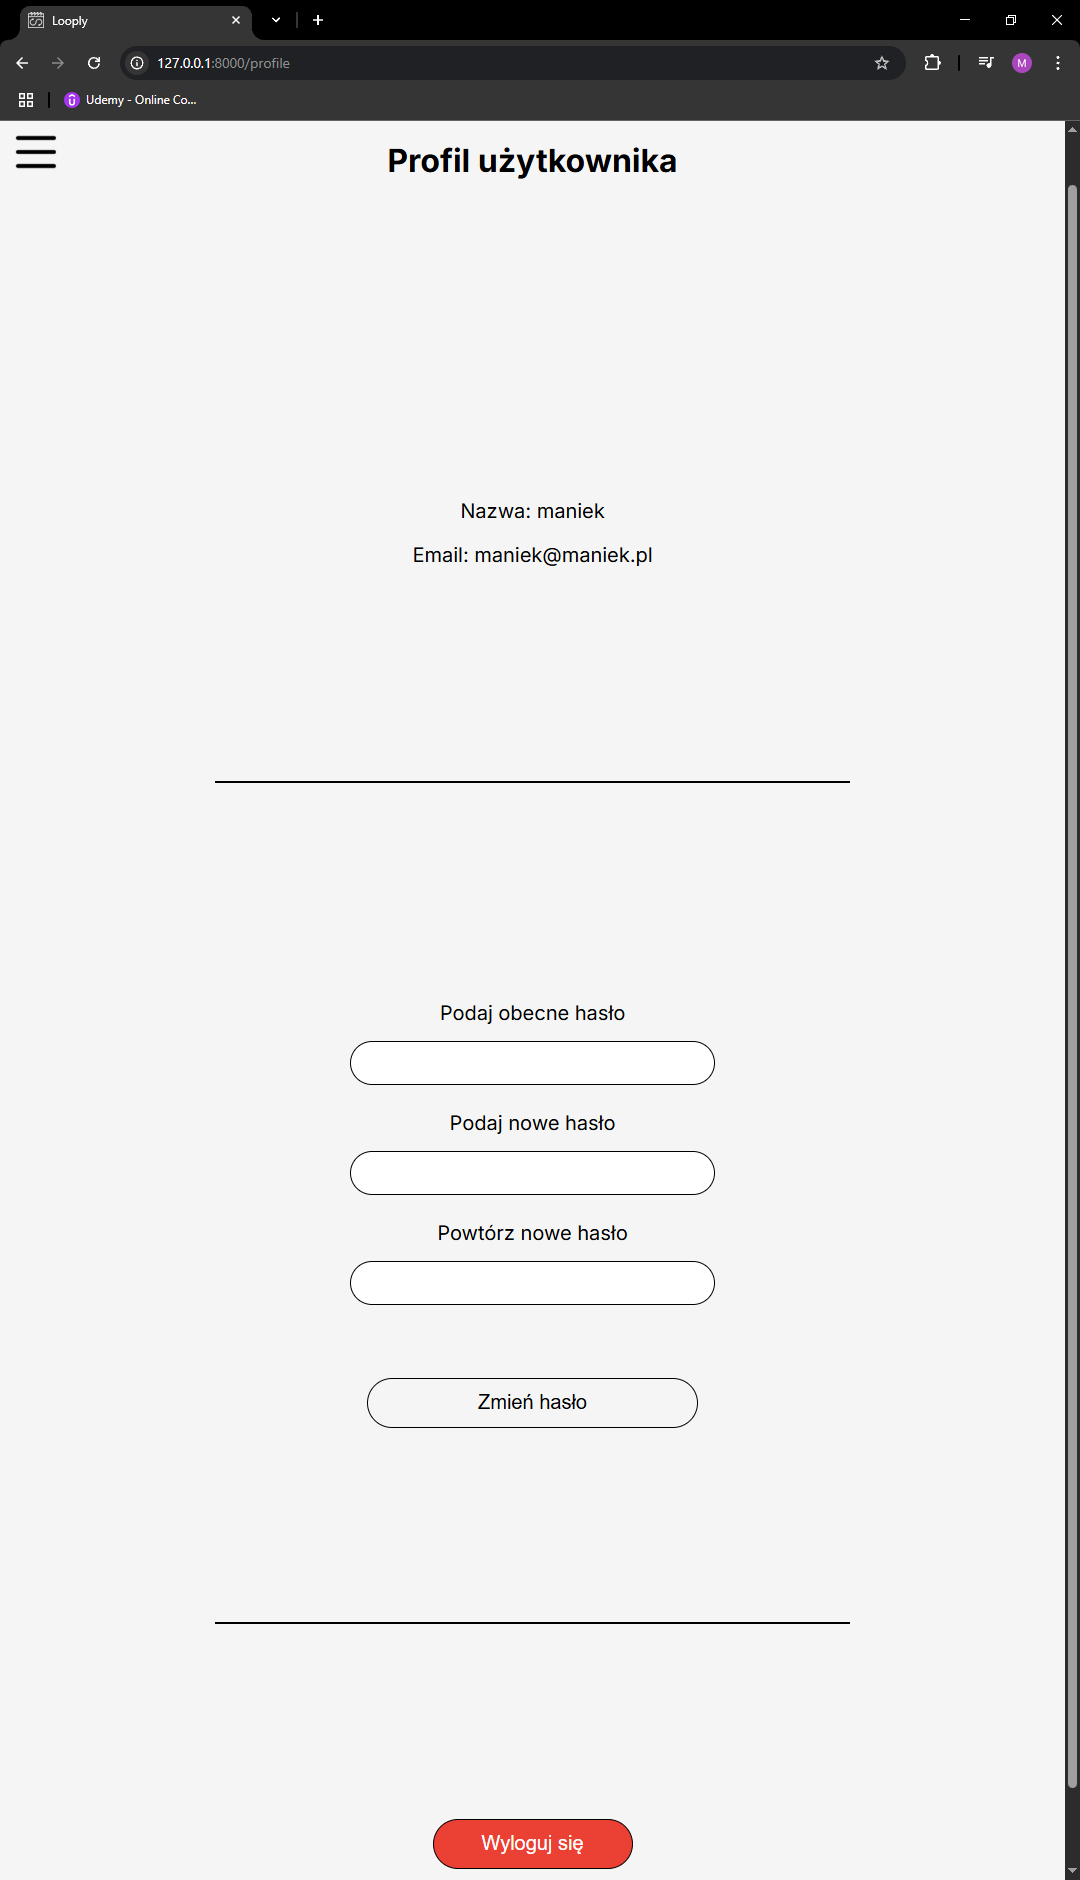 Looply
127.0.0.1:8000/profile
M
Udemy - Online Co...
Profil użytkownika
Nazwa: maniek
Email: maniek@maniek.pl
Podaj obecne hasło
Podaj nowe hasło
Powtórz nowe hasło
Zmień hasło
Wyloguj się